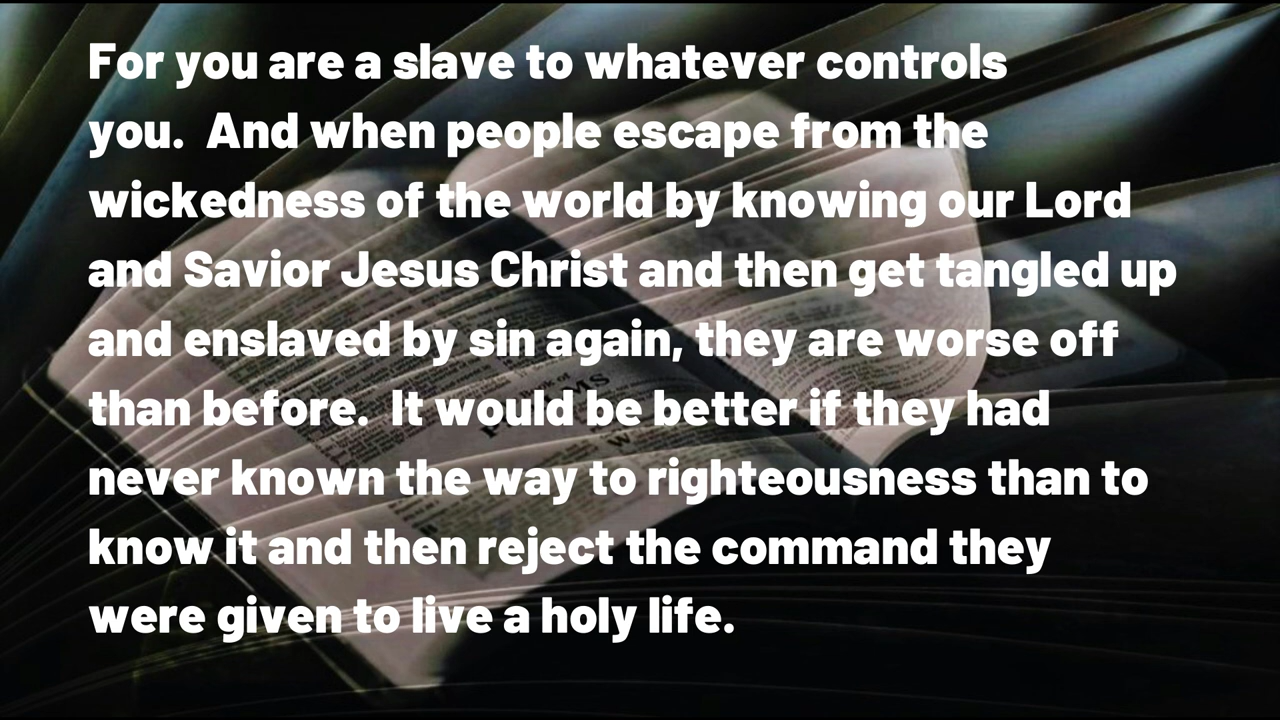 For you are a slave to whatever controls
you.  And when people escape from the
wickedness of the world by knowing our Lord
and Savior Jesus Christ and then get tangled up
and enslaved by sin again, they are worse off
than before.  It would be better if they had
never known the way to righteousness than to
know it and then reject the command they
were given to live a holy life.